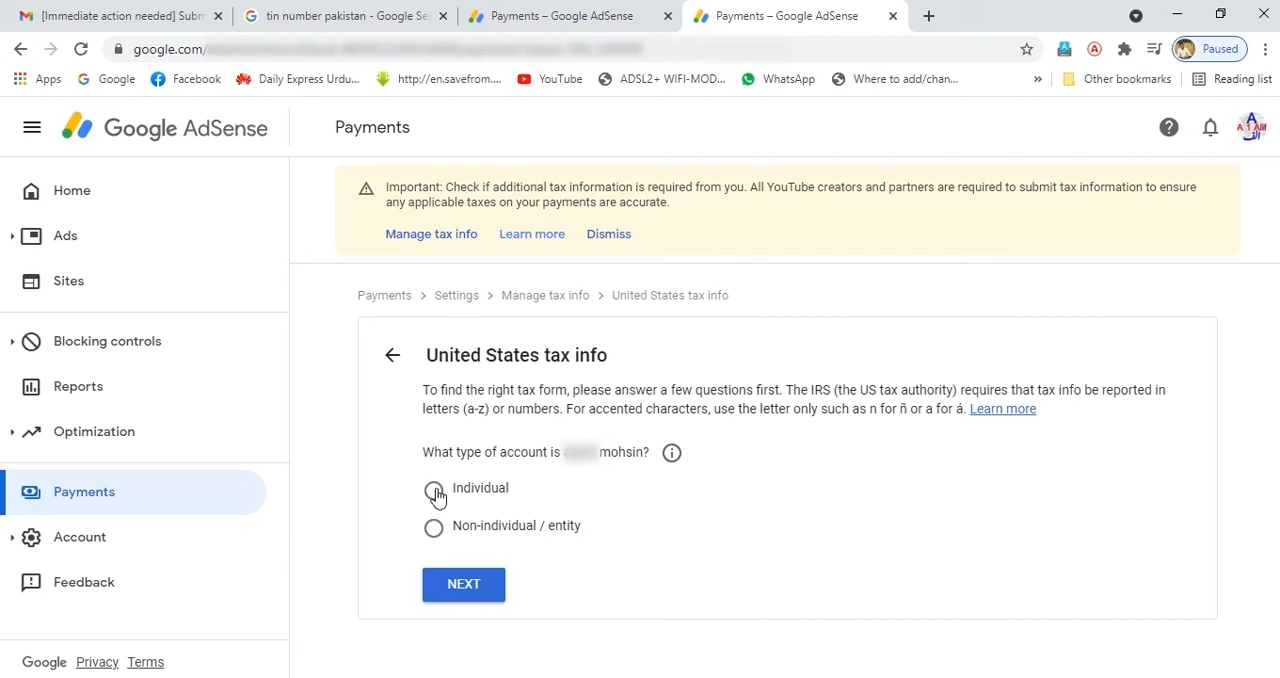 [Immediate action needed] Subm
tin number pakistan - Google Se
Payments – Google AdSense
Payments – Google AdSense
google.com/
Paused
Apps
Google
Facebook
Daily Express Urdu...
http://en.savefrom....
YouTube
ADSL2+ WIFI-MOD...
WhatsApp
Where to add/chan...
»
Other bookmarks
Reading list
Google AdSense
Payments
Home
Ads
Sites
Blocking controls
Reports
Optimization
Payments
Account
Feedback
Google Privacy Terms
Important: Check if additional tax information is required from you. All YouTube creators and partners are required to submit tax information to ensure
any applicable taxes on your payments are accurate.
Manage tax info Learn more Dismiss
Payments > Settings > Manage tax info > United States tax info
United States tax info
To find the right tax form, please answer a few questions first. The IRS (the US tax authority) requires that tax info be reported in
letters (a-z) or numbers. For accented characters, use the letter only such as n for ñ or a for á. Learn more
What type of account is mohsin?
Individual
Non-individual / entity
NEXT